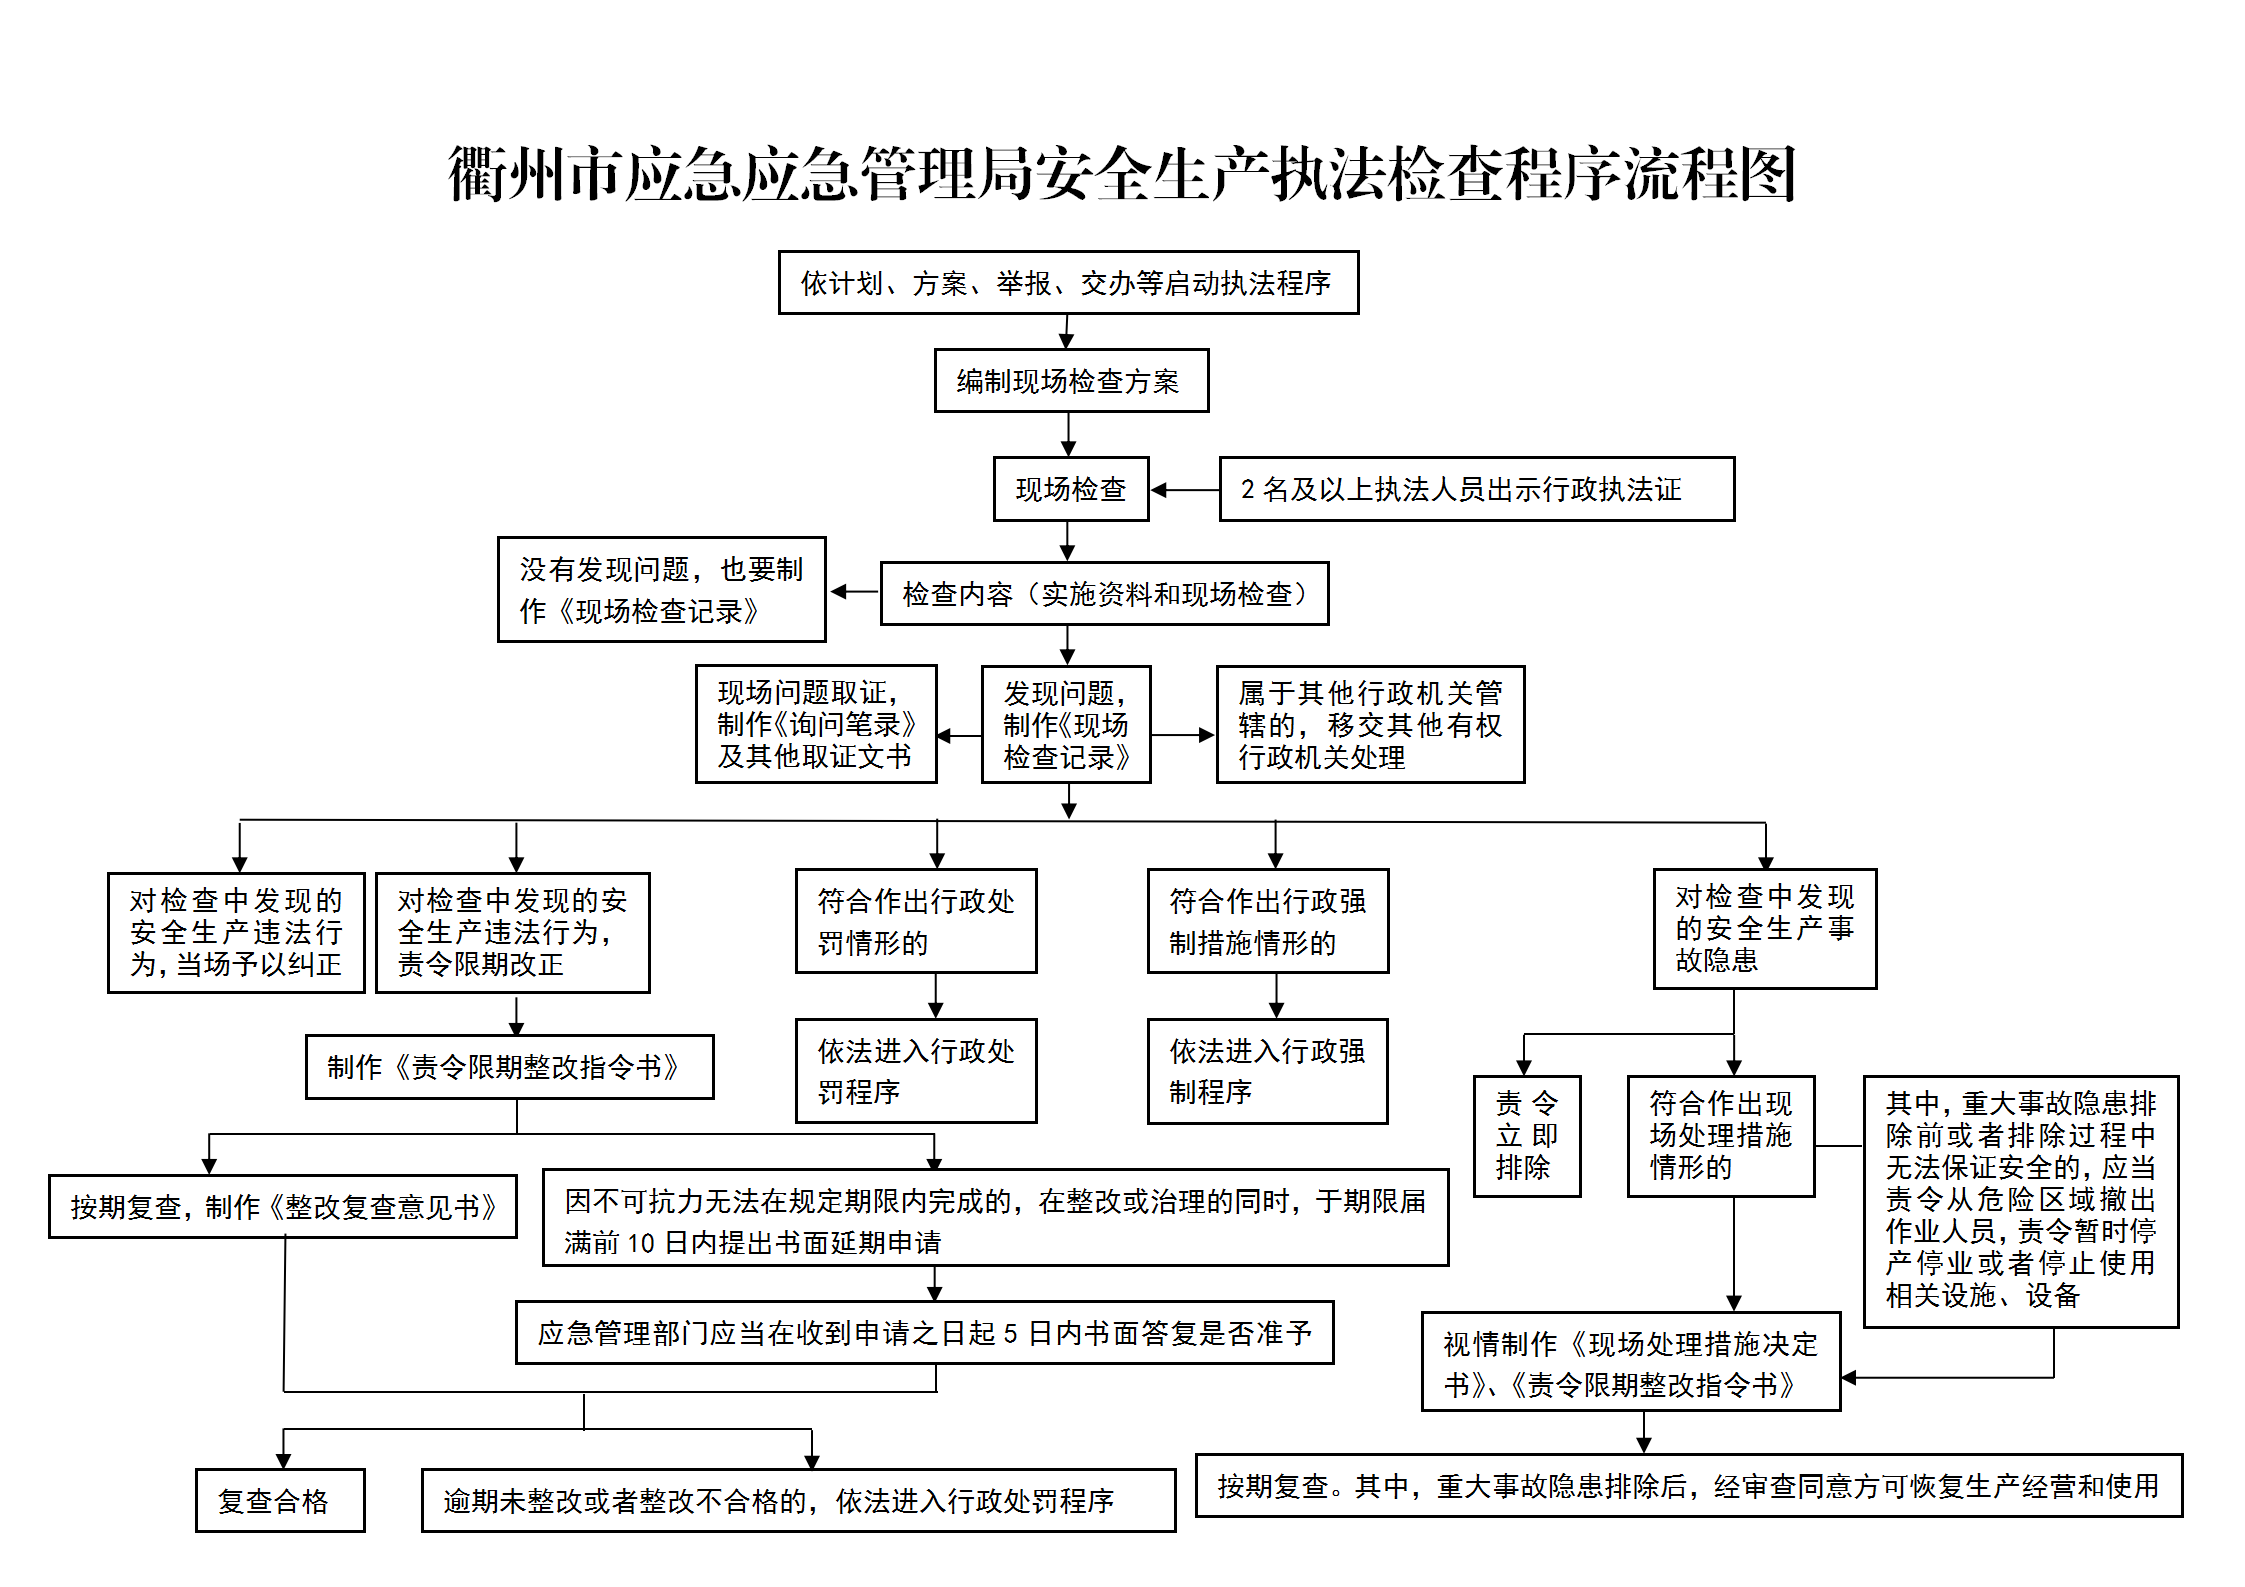 衢州市应急应急管理局安全生产执法检查程序流程图
依计划、方案、举报、交办等启动执法程序
编制现场检查方案
现场检查
2 名及以上执法人员出示行政执法证
没有发现问题，也要制
作《现场检查记录》
检查内容（实施资料和现场检查）
现场问题取证，
制作《询问笔录》
及其他取证文书
发现问题，
制作《现场
检查记录》
属于其他行政机关管
辖的，移交其他有权
行政机关处理
对检查中发现的
安全生产违法行
为，当场予以纠正
对检查中发现的安
全生产违法行为，
责令限期改正
符合作出行政处
罚情形的
符合作出行政强
制措施情形的
对检查中发现
的安全生产事
故隐患
制作《责令限期整改指令书》
依法进入行政处
罚程序
依法进入行政强
制程序
责令
立即
排除
符合作出现
场处理措施
情形的
其中，重大事故隐患排
除前或者排除过程中
无法保证安全的，应当
责令从危险区域撤出
作业人员，责令暂时停
产停业或者停止使用
相关设施、设备
按期复查，制作《整改复查意见书》
因不可抗力无法在规定期限内完成的，在整改或治理的同时，于期限届
满前 10 日内提出书面延期申请
应急管理部门应当在收到申请之日起 5 日内书面答复是否准予
视情制作《现场处理措施决定
书》、《责令限期整改指令书》
复查合格
逾期未整改或者整改不合格的，依法进入行政处罚程序
按期复查。其中，重大事故隐患排除后，经审查同意方可恢复生产经营和使用